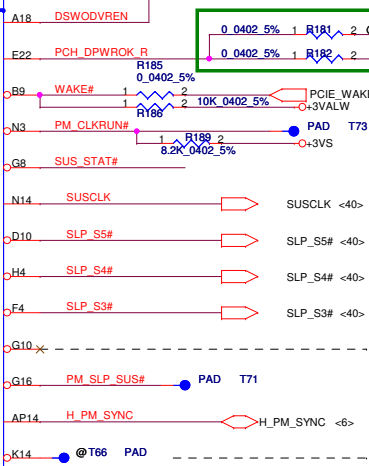 A18 DSWODVREN
0_0402_5% R181 1 2
E22 PCH_DPWROK_R 0_0402_5% R182 1 2
R185
0_0402_5%
B9 WAKE# 1 2 PCIE_WAKE
1 2 10K_0402_5% +3VALW
R186
N3 PM_CLKRUN# PAD T73
1 R189 2 +3VS
8.2K_0402_5%
G8 SUS_STAT#
N14 SUSCLK SUSCLK <40>
D10 SLP_S5# SLP_S5# <40>
H4 SLP_S4# SLP_S4# <40>
F4 SLP_S3# SLP_S3# <40>
G10
G16 PM_SLP_SUS# PAD T71
AP14 H_PM_SYNC H_PM_SYNC <6>
K14 @ T66 PAD